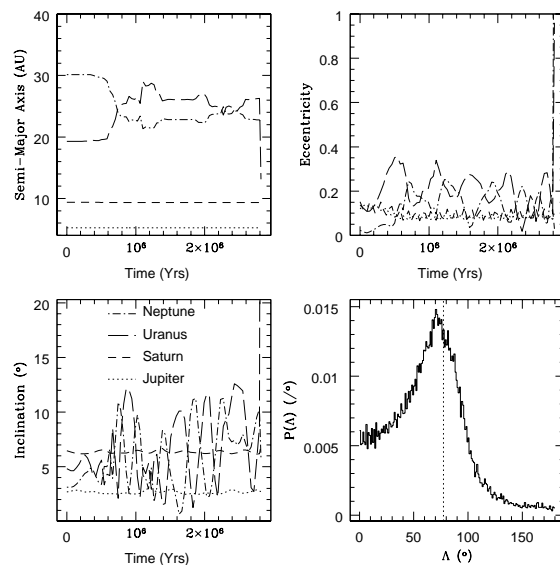 40
30
20
10
Semi-Major Axis (AU)
0
10⁶
2×10⁶
Time (Yrs)
1
0.8
0.6
0.4
0.2
0
Eccentricity
0
10⁶
2×10⁶
Time (Yrs)
20
15
10
5
Inclination (°)
Neptune
Uranus
Saturn
Jupiter
0
10⁶
2×10⁶
Time (Yrs)
0.015
0.01
0.005
0
P(Λ) (/°)
0
50
100
150
Λ (°)